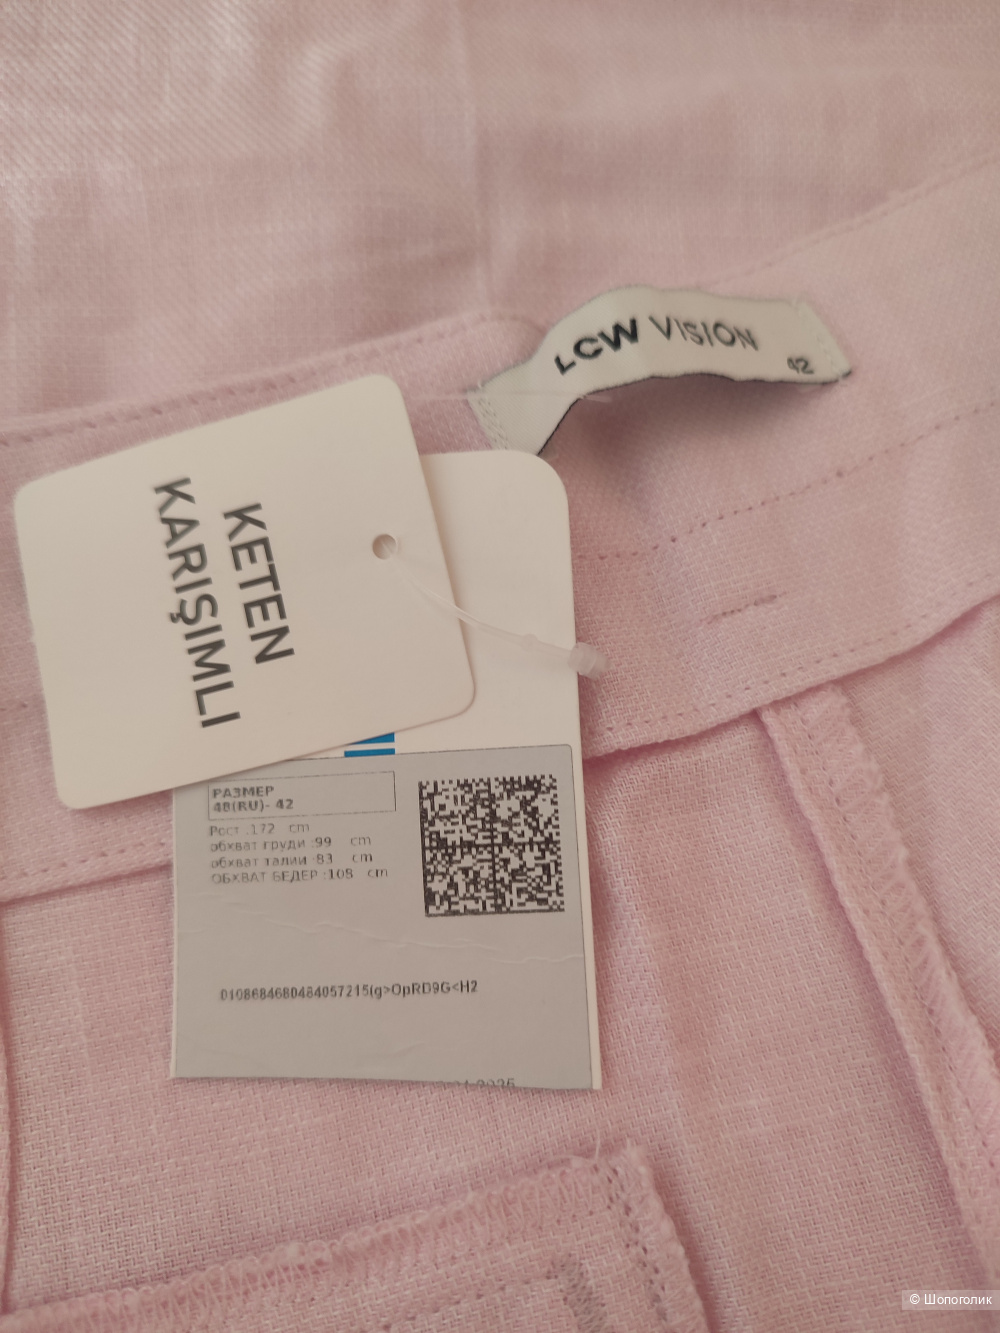 LCW VISION
42
KETEN
KARIŞIMLI
РАЗМЕР
48(RU)- 42
Рост :172 cm
обхват груди :99 cm
обхват талии :83 cm
ОБХВАТ БЕДЕР :108 cm
0108684680484057215(g>OpRD9G<H2
© Шопоголик